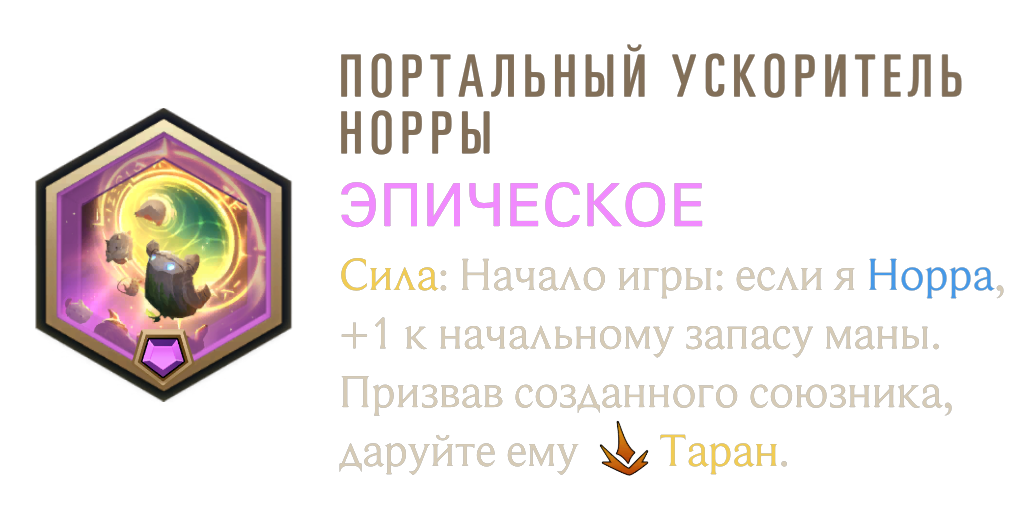 ПОРТАЛЬНЫЙ УСКОРИТЕЛЬ
НОРРЫ
ЭПИЧЕСКОЕ
Сила: Начало игры: если я Норра,
+1 к начальному запасу маны.
Призвав созданного союзника,
даруйте ему Таран.